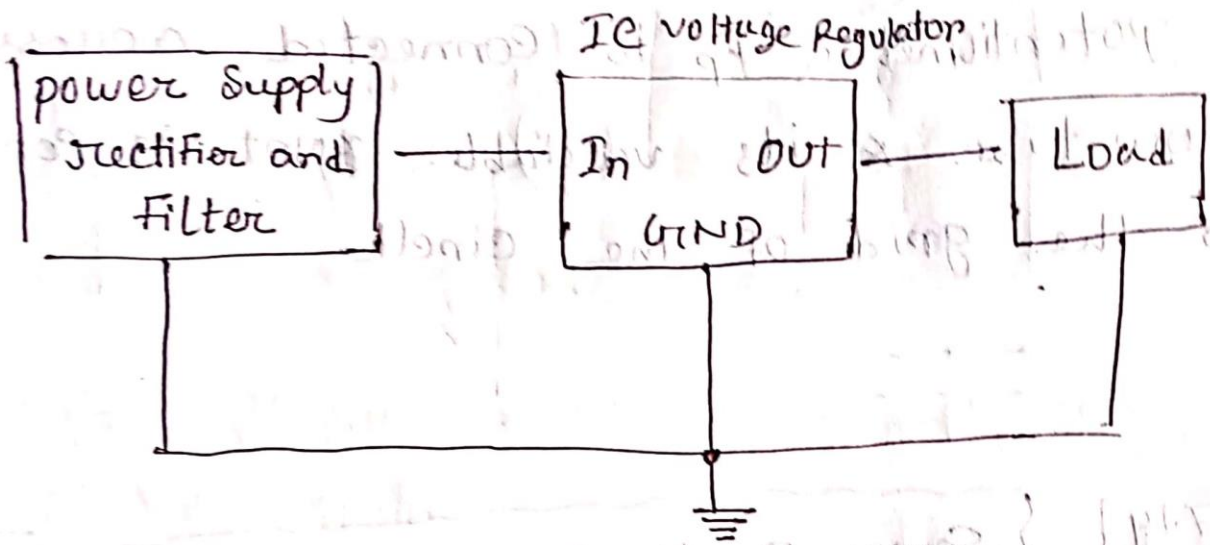 IC voltage Regulator
power supply
rectifier and
Filter
In out
GND
Load